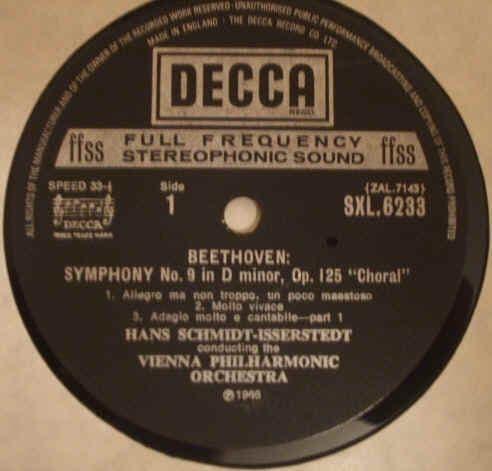 ALL RIGHTS OF THE MANUFACTURER AND OF THE OWNER OF THE RECORDED WORK RESERVED · UNAUTHORISED PUBLIC PERFORMANCE BROADCASTING AND COPYING OF THIS RECORD PROHIBITED
MADE IN ENGLAND · THE DECCA RECORD CO. LTD.
DECCA
ffss FULL FREQUENCY STEREOPHONIC SOUND ffss
SPEED 33⅓
DECCA
TRADE MARK
Side
1
(ZAL.7143)
SXL.6233
BEETHOVEN:
SYMPHONY No. 9 in D minor, Op. 125 "Choral"
1. Allegro ma non troppo, un poco maestoso
2. Molto vivace
3. Adagio molto e cantabile—part 1
HANS SCHMIDT-ISSERSTEDT
conducting the
VIENNA PHILHARMONIC
ORCHESTRA
℗1966